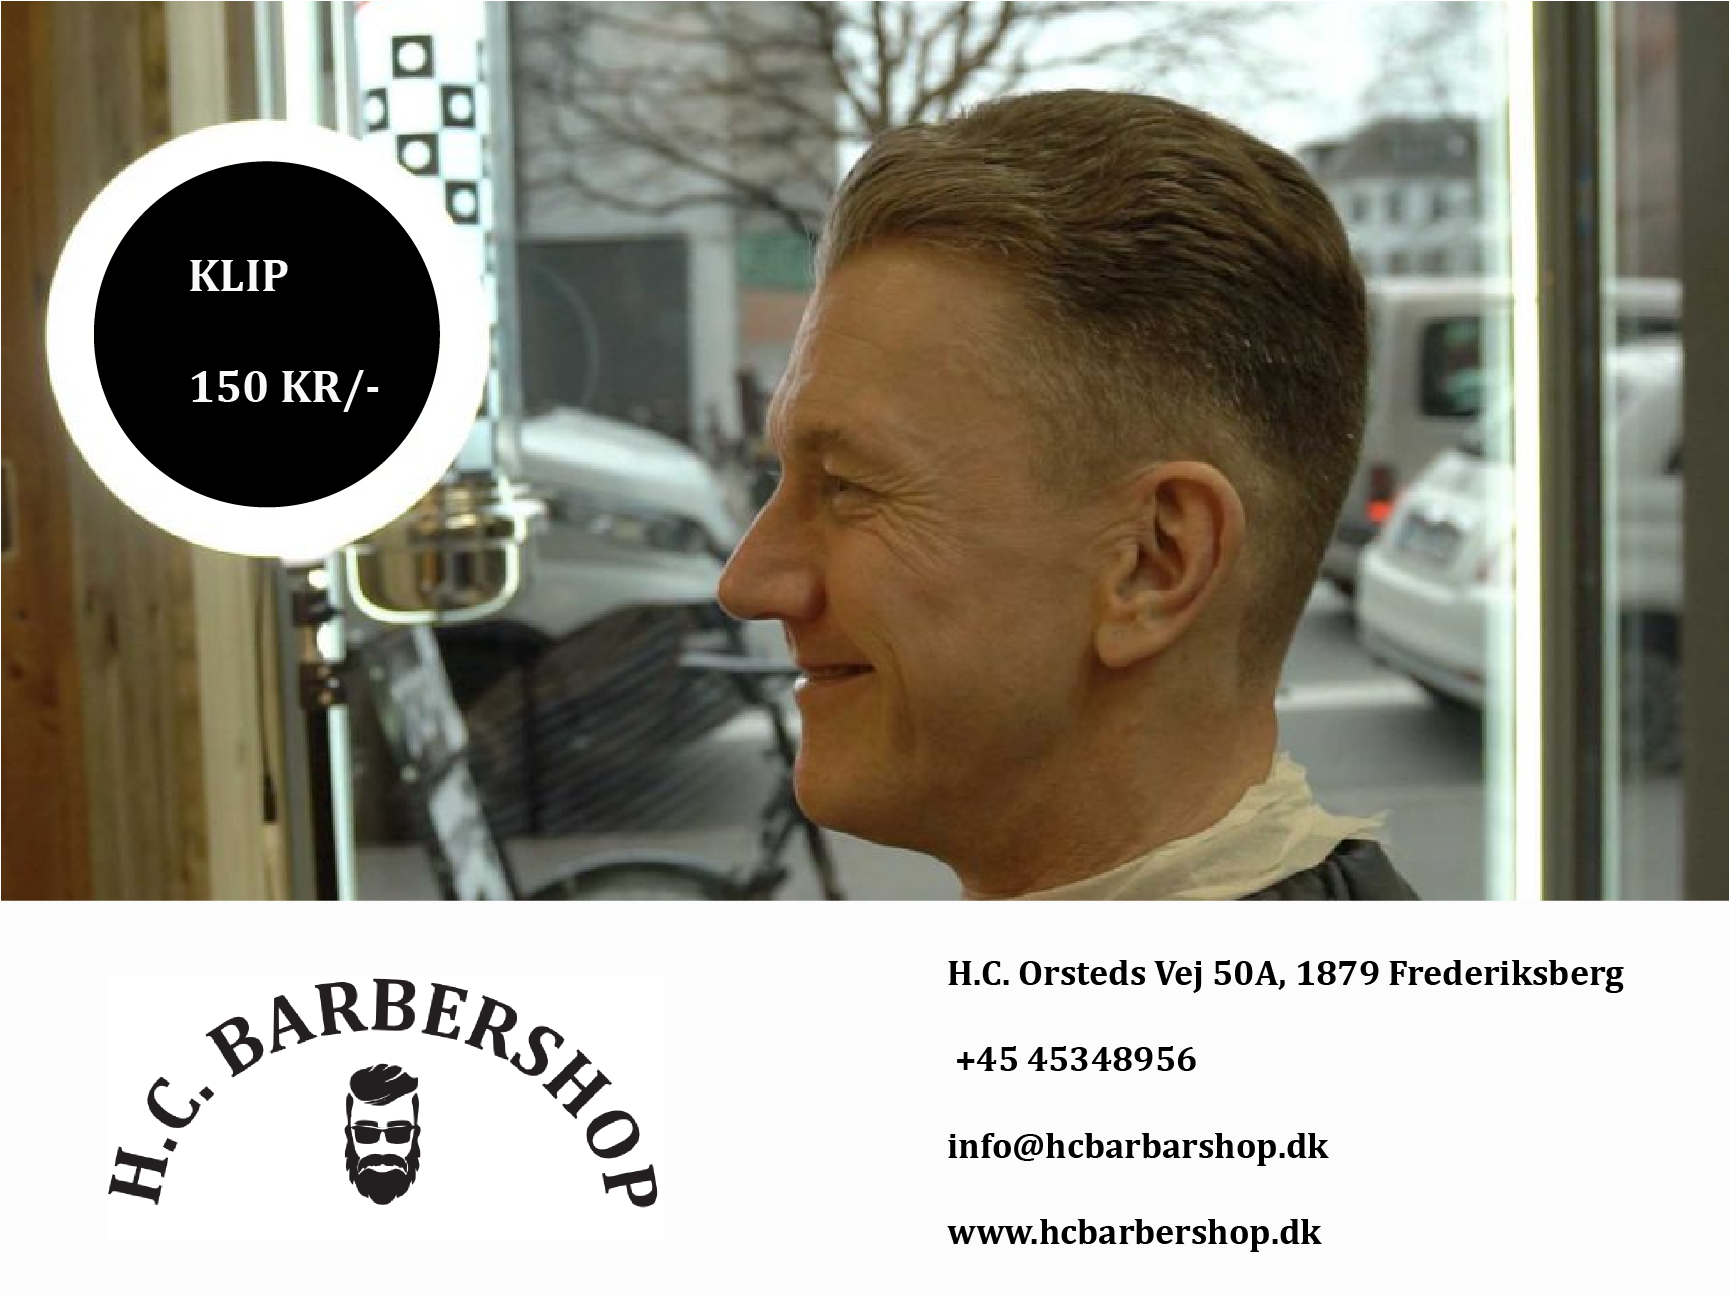 KLIP
150 KR/-
H.C. BARBERSHOP
H.C. Orsteds Vej 50A, 1879 Frederiksberg
+45 45348956
info@hcbarbarshop.dk
www.hcbarbershop.dk